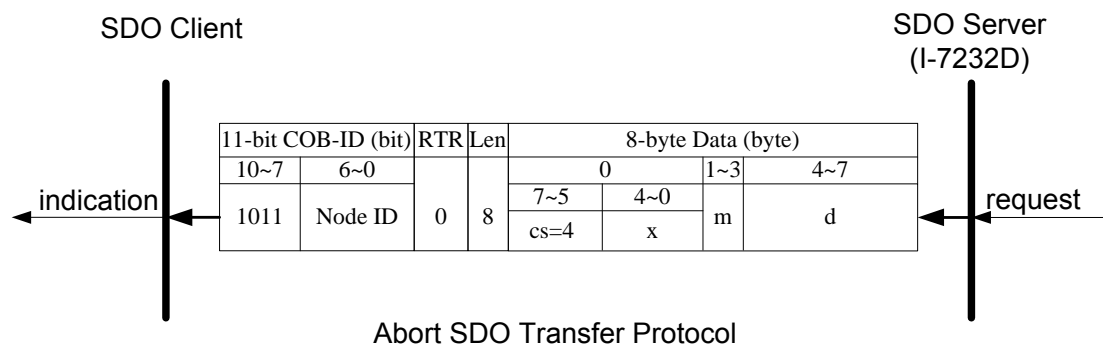 SDO Client
SDO Server
(I-7232D)
11-bit COB-ID (bit) RTR Len 8-byte Data (byte)
10~7 6~0 0 1~3 4~7
indication 1011 Node ID 0 8 7~5 4~0 m d request
cs=4 x
Abort SDO Transfer Protocol